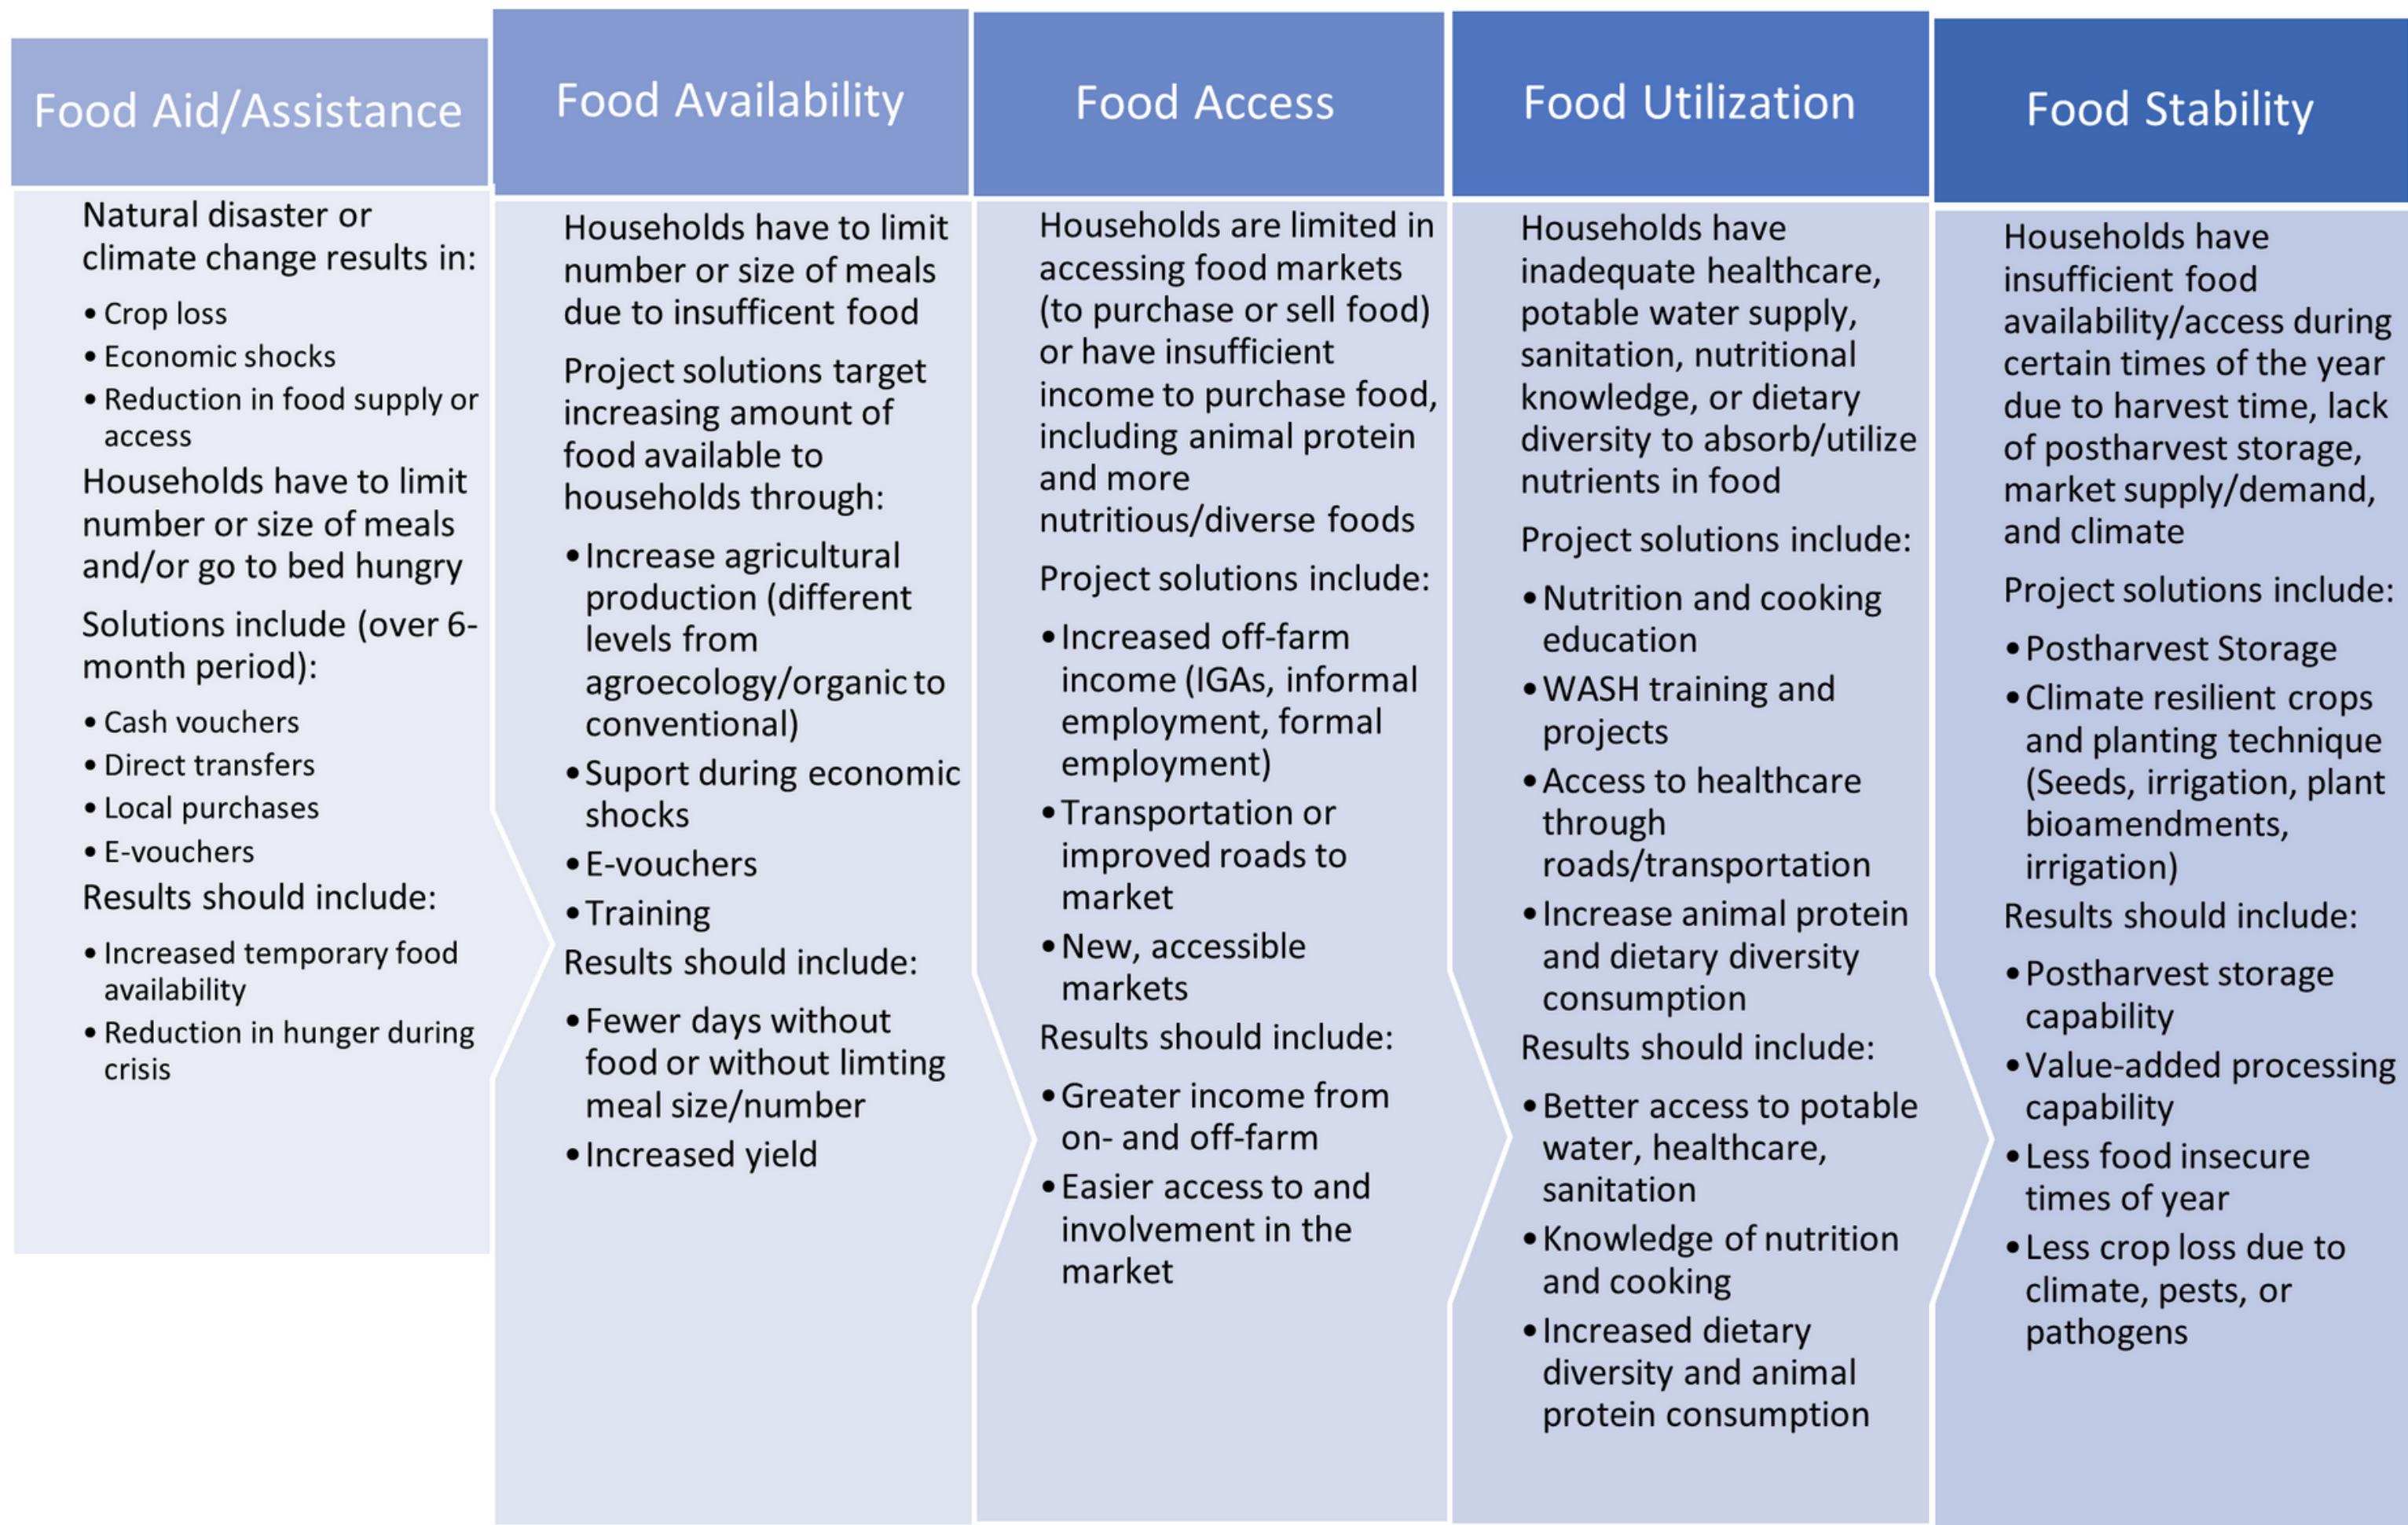 Food Aid/Assistance
Natural disaster or
climate change results in:
• Crop loss
• Economic shocks
• Reduction in food supply or
access
Households have to limit
number or size of meals
and/or go to bed hungry
Solutions include (over 6-
month period):
• Cash vouchers
• Direct transfers
• Local purchases
• E-vouchers
Results should include:
• Increased temporary food
availability
• Reduction in hunger during
crisis
Food Availability
Households have to limit
number or size of meals
due to insufficent food
Project solutions target
increasing amount of
food available to
households through:
• Increase agricultural
production (different
levels from
agroecology/organic to
conventional)
• Suport during economic
shocks
• E-vouchers
• Training
Results should include:
• Fewer days without
food or without limting
meal size/number
• Increased yield
Food Access
Households are limited in
accessing food markets
(to purchase or sell food)
or have insufficient
income to purchase food,
including animal protein
and more
nutritious/diverse foods
Project solutions include:
• Increased off-farm
income (IGAs, informal
employment, formal
employment)
• Transportation or
improved roads to
market
• New, accessible
markets
Results should include:
• Greater income from
on- and off-farm
• Easier access to and
involvement in the
market
Food Utilization
Households have
inadequate healthcare,
potable water supply,
sanitation, nutritional
knowledge, or dietary
diversity to absorb/utilize
nutrients in food
Project solutions include:
• Nutrition and cooking
education
• WASH training and
projects
• Access to healthcare
through
roads/transportation
• Increase animal protein
and dietary diversity
consumption
Results should include:
• Better access to potable
water, healthcare,
sanitation
• Knowledge of nutrition
and cooking
• Increased dietary
diversity and animal
protein consumption
Food Stability
Households have
insufficient food
availability/access during
certain times of the year
due to harvest time, lack
of postharvest storage,
market supply/demand,
and climate
Project solutions include:
• Postharvest Storage
• Climate resilient crops
and planting technique
(Seeds, irrigation, plant
bioamendments,
irrigation)
Results should include:
• Postharvest storage
capability
• Value-added processing
capability
• Less food insecure
times of year
• Less crop loss due to
climate, pests, or
pathogens